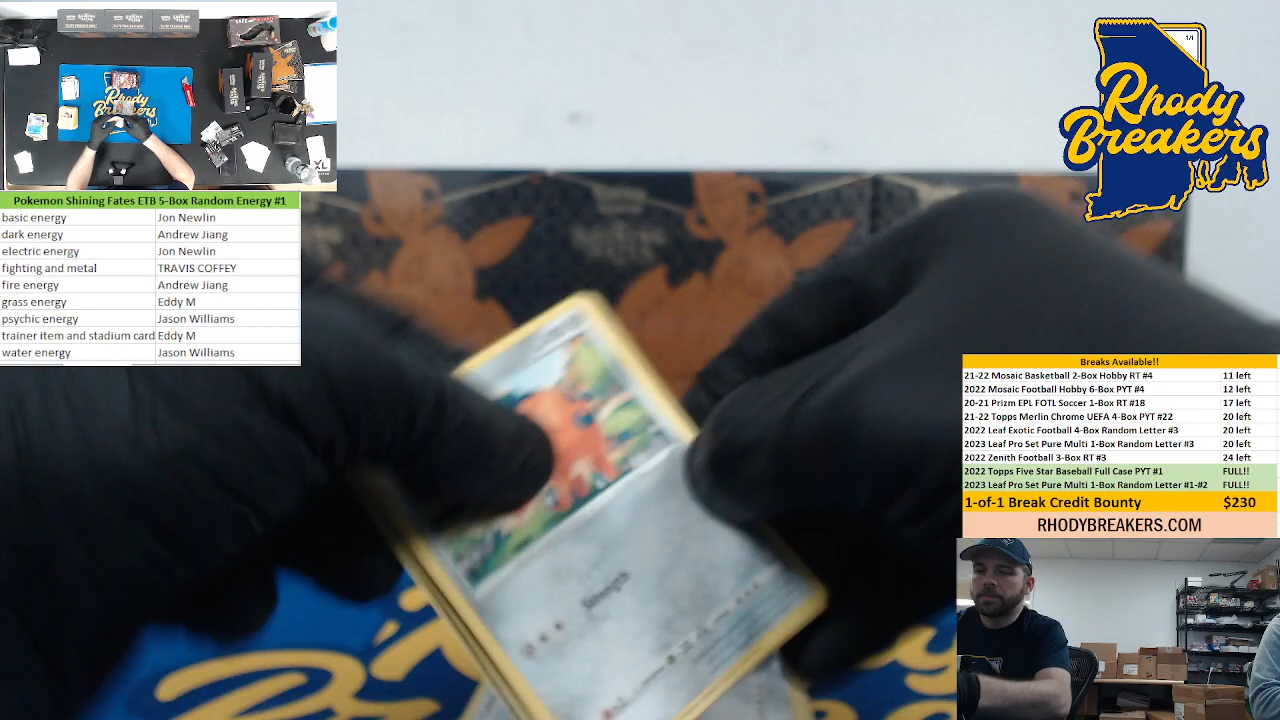 Pokemon Shining Fates ETB 5-Box Random Energy #1
basic energy Jon Newlin
dark energy Andrew Jiang
electric energy Jon Newlin
fighting and metal TRAVIS COFFEY
fire energy Andrew Jiang
grass energy Eddy M
psychic energy Jason Williams
trainer item and stadium card Eddy M
water energy Jason Williams
Rhody
Breakers
XL
1/1
Rhody
Breakers
Breaks Available!!
21-22 Mosaic Basketball 2-Box Hobby RT #4 11 left
2022 Mosaic Football Hobby 6-Box PYT #4 12 left
20-21 Prizm EPL FOTL Soccer 1-Box RT #18 17 left
21-22 Topps Merlin Chrome UEFA 4-Box PYT #22 20 left
2022 Leaf Exotic Football 4-Box Random Letter #3 20 left
2023 Leaf Pro Set Pure Multi 1-Box Random Letter #3 20 left
2022 Zenith Football 3-Box RT #3 24 left
2022 Topps Five Star Baseball Full Case PYT #1 FULL!!
2023 Leaf Pro Set Pure Multi 1-Box Random Letter #1-#2 FULL!!
1-of-1 Break Credit Bounty $230
RHODYBREAKERS.COM
Strength